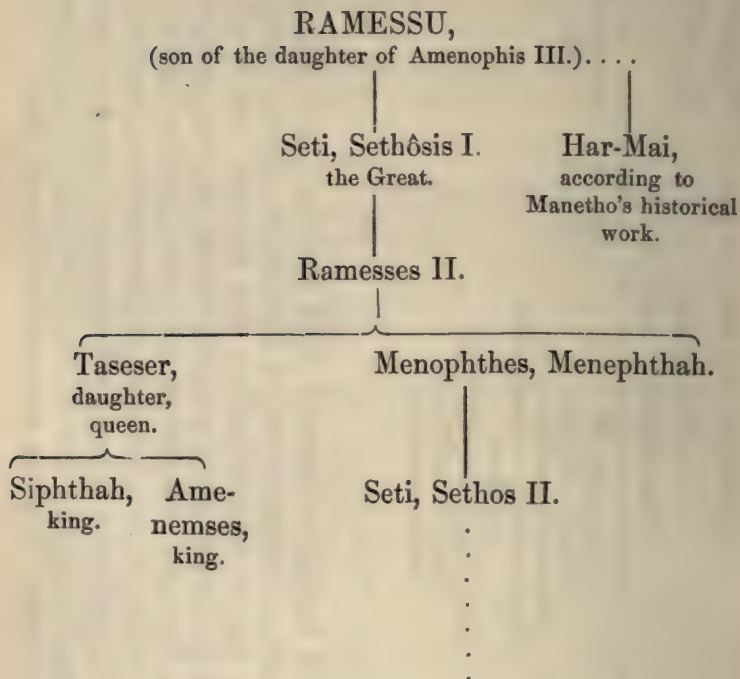 RAMESSU,
(son of the daughter of Amenophis III.). . . .
Seti, Sethôsis I.
the Great.
Har-Mai,
according to
Manetho's historical
work.
Ramesses II.
Taseser,
daughter,
queen.
Menophthes, Menephthah.
Siphthah,
king.
Ame-
nemses,
king.
Seti, Sethos II.